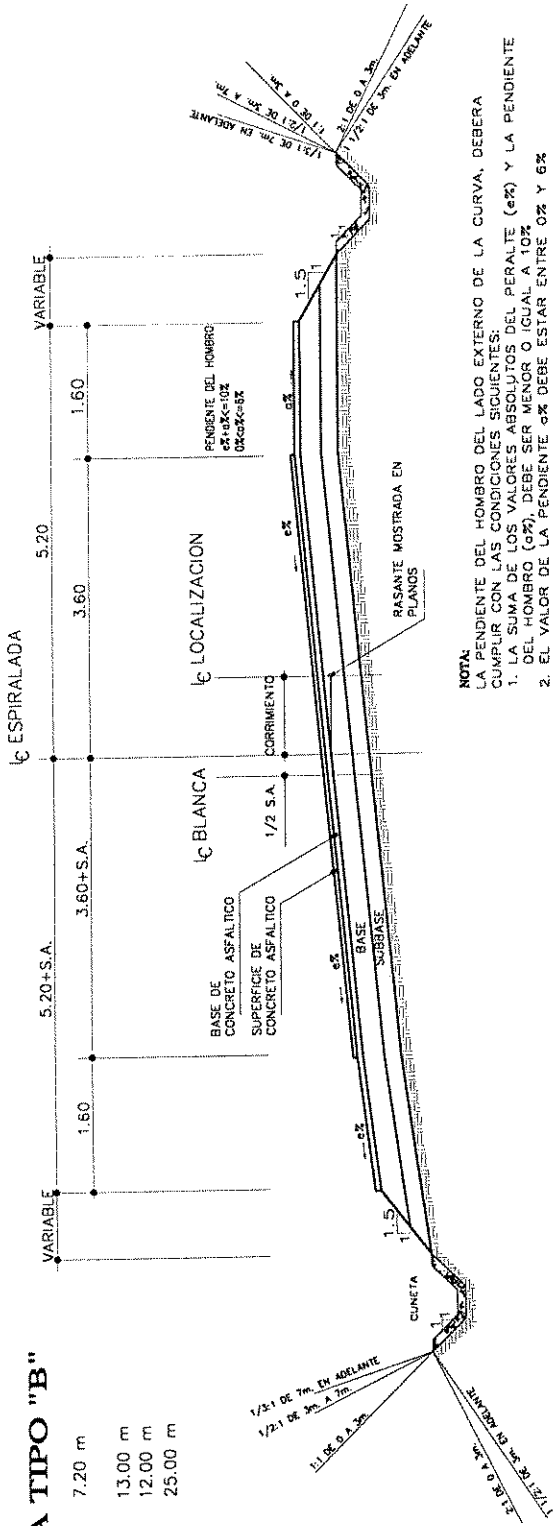 A TIPO "B"
7.20 m
13.00 m
12.00 m
25.00 m
℄ ESPIRALADA
VARIABLE
5.20+S.A.
5.20
VARIABLE
1.60
3.60+S.A.
3.60
1.60
℄ BLANCA
℄ LOCALIZACION
1/2 S.A.
CORRIMIENTO
BASE DE
CONCRETO ASFALTICO
SUPERFICIE DE
CONCRETO ASFALTICO
PENDIENTE DEL HOMBRO
e%+a%<=10%
0%<a%<=6%
RASANTE MOSTRADA EN
PLANOS
e%
e%
e%
a%
BASE
SUBBASE
1.5
1
1.5
1
CUNETA
1
1
1/3:1 DE 7m. EN ADELANTE
1/2:1 DE 3m. A 7m.
1:1 DE 0 A 3m.
2:1 DE 0 A 3m.
1 1/2:1 DE 3m. EN ADELANTE
1/3:1 DE 7m. EN ADELANTE
1/2:1 DE 3m. A 7m.
1:1 DE 0 A 3m.
2:1 DE 0 A 3m.
1 1/2:1 DE 3m. EN ADELANTE
NOTA:
LA PENDIENTE DEL HOMBRO DEL LADO EXTERNO DE LA CURVA, DEBERA
CUMPLIR CON LAS CONDICIONES SIGUIENTES:
1. LA SUMA DE LOS VALORES ABSOLUTOS DEL PERALTE (e%) Y LA PENDIENTE
DEL HOMBRO (a%), DEBE SER MENOR O IGUAL A 10%
2. EL VALOR DE LA PENDIENTE a% DEBE ESTAR ENTRE 0% Y 6%